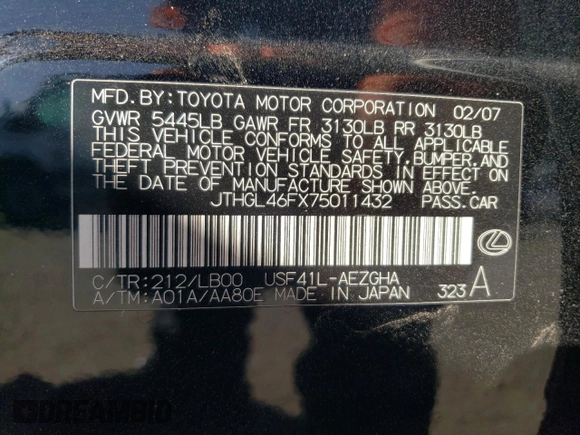 MFD. BY: TOYOTA MOTOR CORPORATION 02/07
GVWR 5445LB GAWR FR 3130LB RR 3130LB
THIS VEHICLE CONFORMS TO ALL APPLICABLE
FEDERAL MOTOR VEHICLE SAFETY, BUMPER, AND
THEFT PREVENTION STANDARDS IN EFFECT ON
THE DATE OF MANUFACTURE SHOWN ABOVE.
JTHGL46FX75011432 PASS. CAR
C/TR: 212/LB00 USF41L-AEZGHA
A/TM: A01A/AA80E MADE IN JAPAN 323 A
DREAMBID